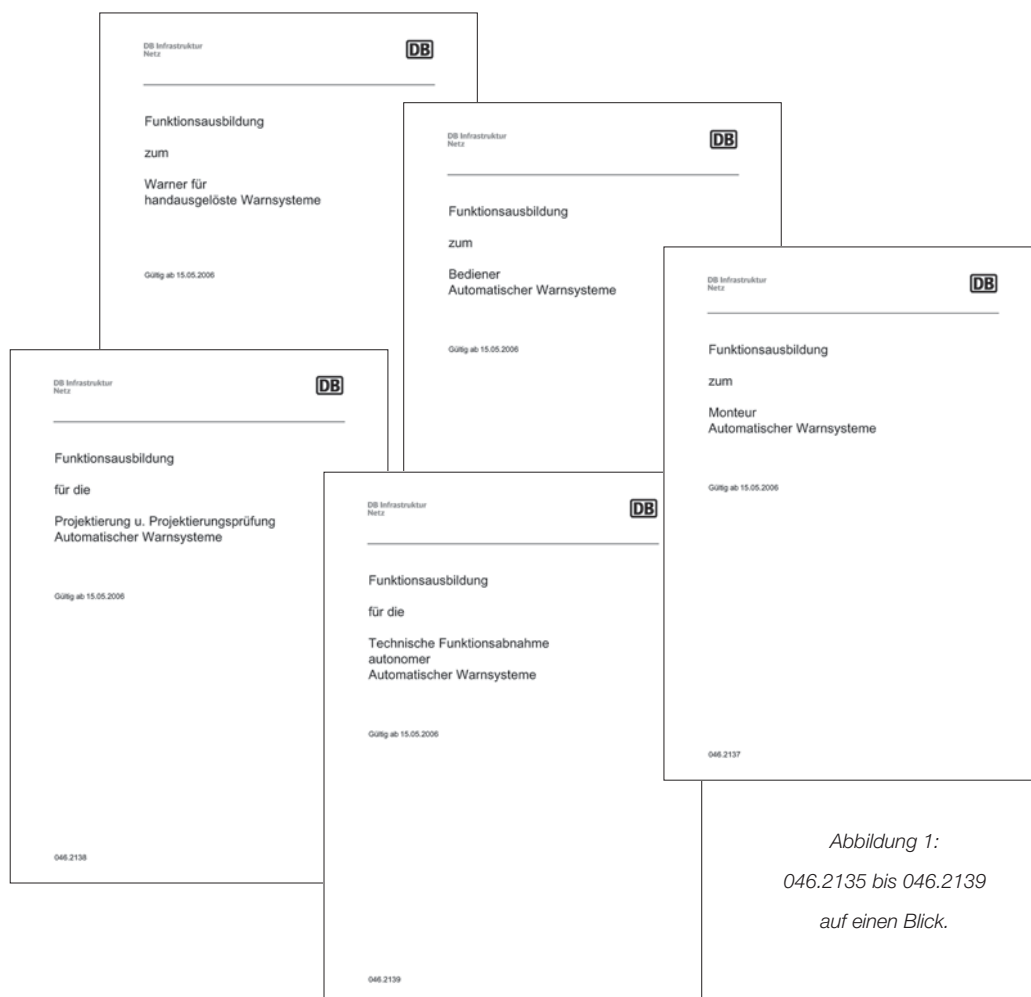 DB Infrastruktur
Netz
DB
Funktionsausbildung
zum
Warner für
handausgelöste Warnsysteme
Gültig ab 15.05.2006
DB Infrastruktur
Netz
DB
Funktionsausbildung
zum
Bediener
Automatischer Warnsysteme
Gültig ab 15.05.2006
DB Infrastruktur
Netz
DB
Funktionsausbildung
zum
Monteur
Automatischer Warnsysteme
Gültig ab 15.05.2006
046.2137
DB Infrastruktur
Netz
DB
Funktionsausbildung
für die
Projektierung u. Projektierungsprüfung
Automatischer Warnsysteme
Gültig ab 15.05.2006
046.2138
DB Infrastruktur
Netz
DB
Funktionsausbildung
für die
Technische Funktionsabnahme
autonomer
Automatischer Warnsysteme
Gültig ab 15.05.2006
046.2139
Abbildung 1:
046.2135 bis 046.2139
auf einen Blick.